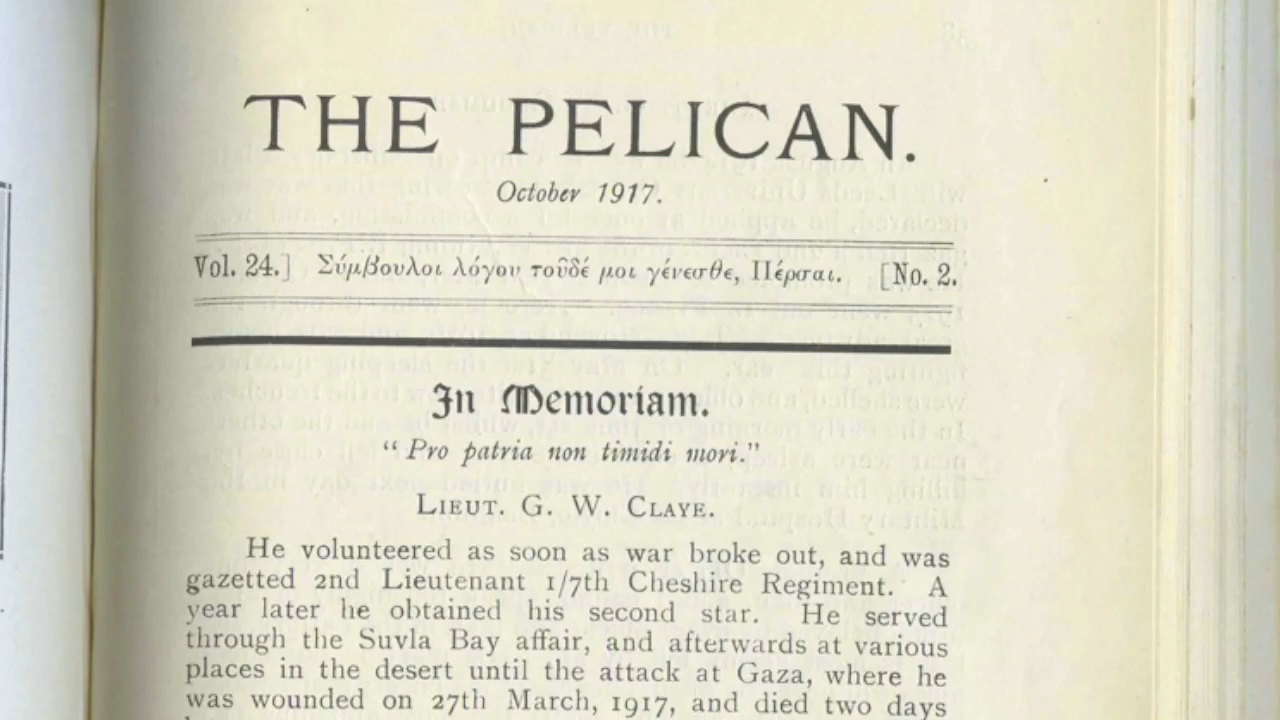 THE PELICAN.
October 1917.
Vol. 24.] Σύμβουλοι λόγου τοῦδέ μοι γένεσθε, Πέρσαι. [No. 2.
In Memoriam.
“ Pro patria non timidi mori.”
LIEUT. G. W. CLAYE.
He volunteered as soon as war broke out, and was
gazetted 2nd Lieutenant 1/7th Cheshire Regiment. A
year later he obtained his second star. He served
through the Suvla Bay affair, and afterwards at various
places in the desert until the attack at Gaza, where he
was wounded on 27th March, 1917, and died two days